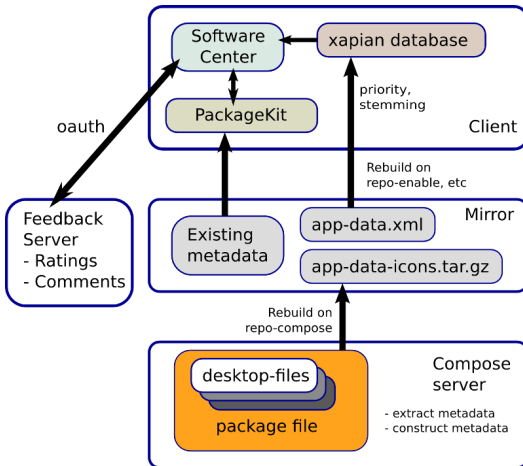 Software
Center
xapian database
priority,
stemming
oauth
PackageKit
Client
Rebuild on
repo-enable, etc
Feedback
Server
- Ratings
- Comments
Existing
metadata
app-data.xml
Mirror
app-data-icons.tar.gz
Rebuild on
repo-compose
desktop-files
package file
Compose
server
- extract metadata
- construct metadata